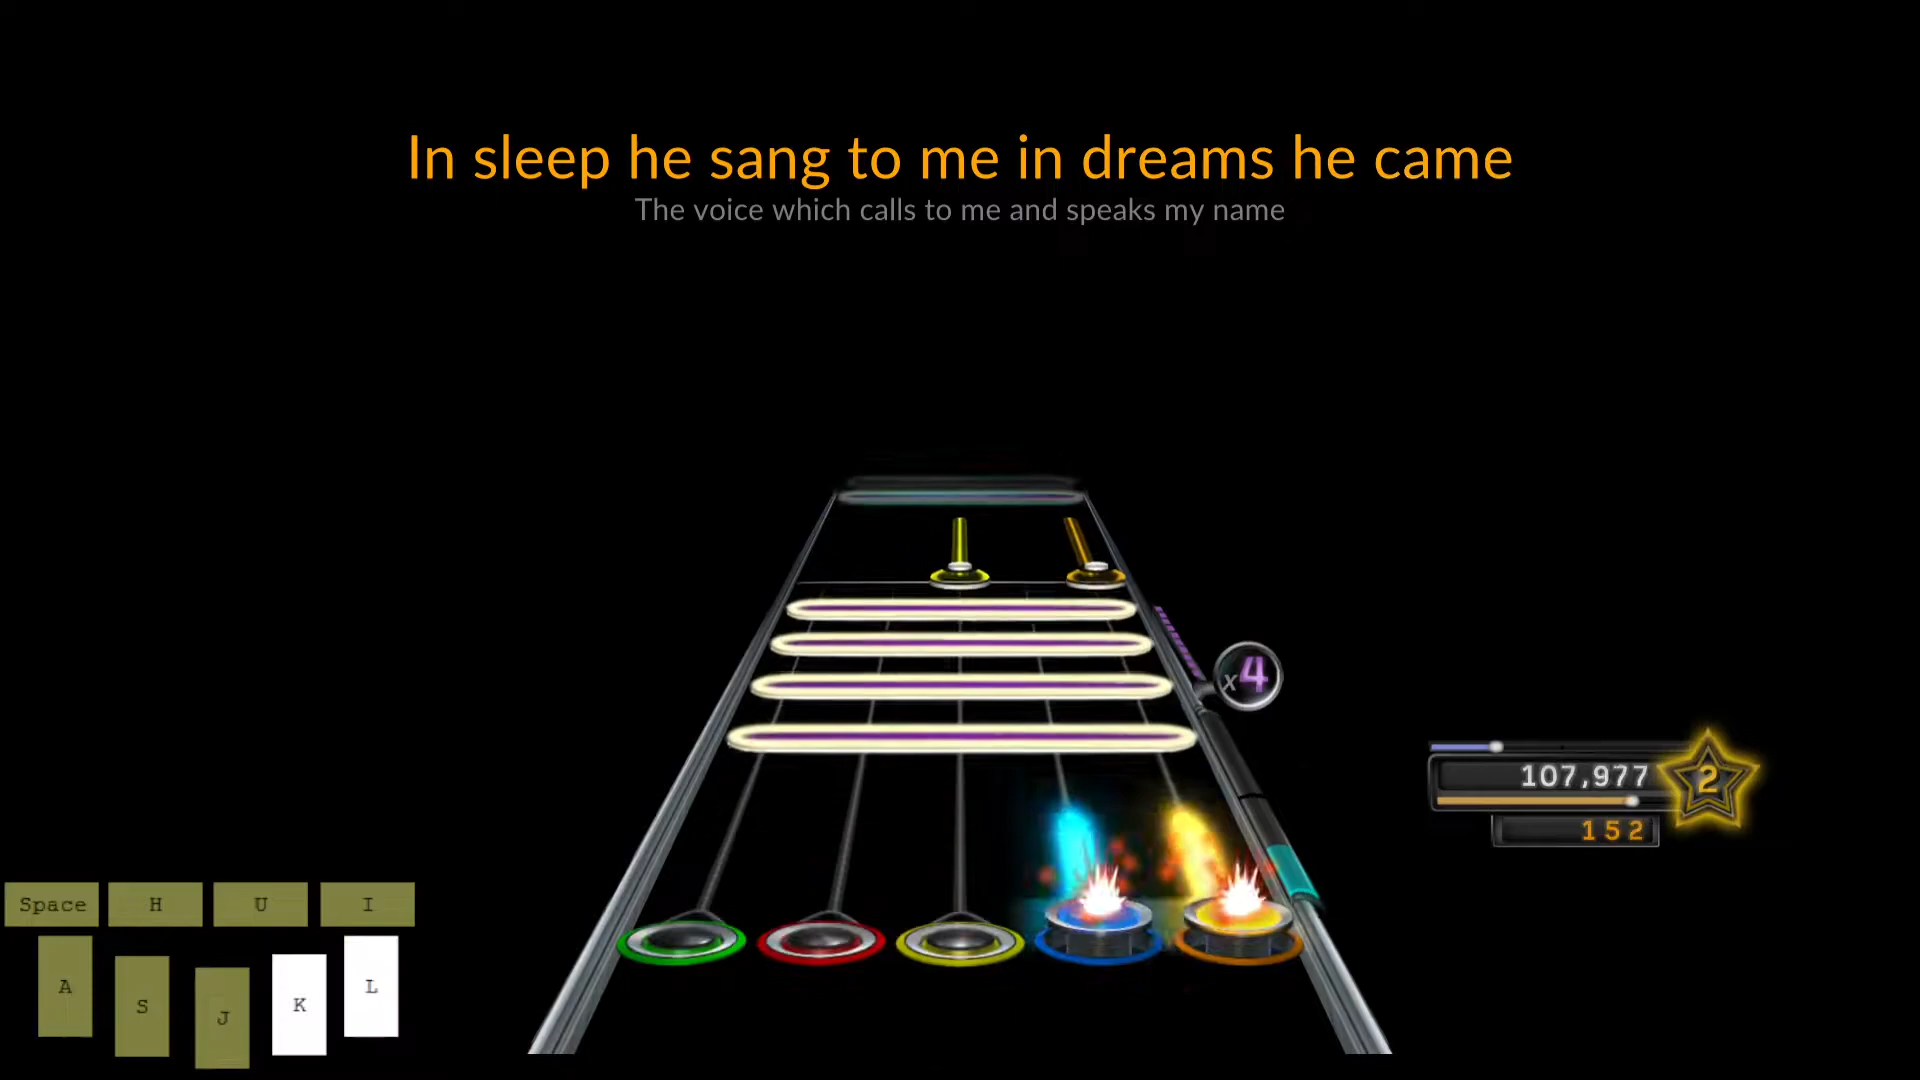 In sleep he sang to me in dreams he came
The voice which calls to me and speaks my name
x4
107,977
2
152
Space H U I
A S J K L